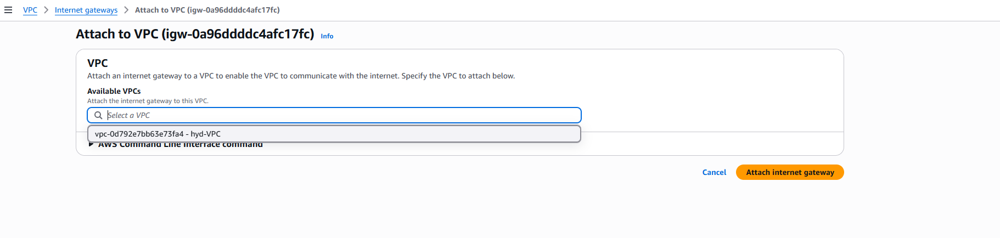 VPC > Internet gateways > Attach to VPC (igw-0a96ddddc4afc17fc)
Attach to VPC (igw-0a96ddddc4afc17fc) Info
VPC
Attach an internet gateway to a VPC to enable the VPC to communicate with the internet. Specify the VPC to attach below.
Available VPCs
Attach the internet gateway to this VPC.
Select a VPC
vpc-0d792e7bb63e73fa4 - hyd-VPC
AWS Command Line Interface command
Cancel Attach internet gateway